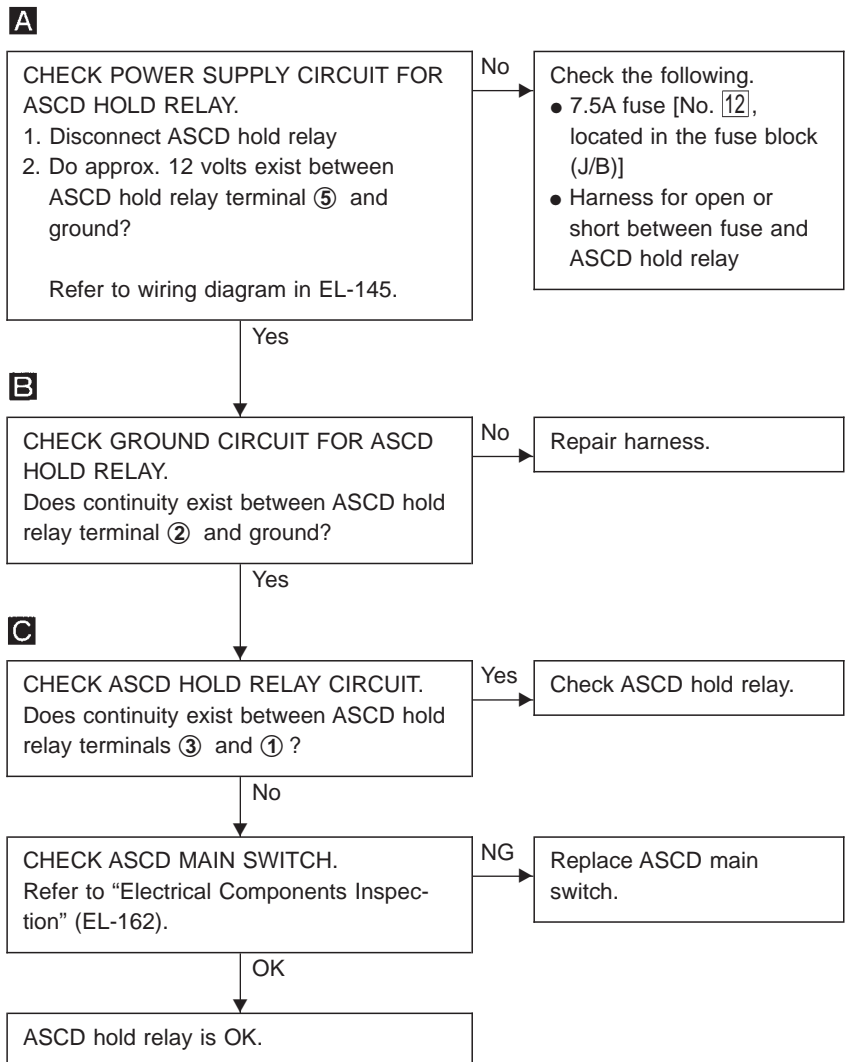 A
CHECK POWER SUPPLY CIRCUIT FOR
ASCD HOLD RELAY.
1. Disconnect ASCD hold relay
2. Do approx. 12 volts exist between
ASCD hold relay terminal ⑤ and
ground?
Refer to wiring diagram in EL-145.
No
Check the following.
● 7.5A fuse [No. 12,
located in the fuse block
(J/B)]
● Harness for open or
short between fuse and
ASCD hold relay
Yes
B
CHECK GROUND CIRCUIT FOR ASCD
HOLD RELAY.
Does continuity exist between ASCD hold
relay terminal ② and ground?
No
Repair harness.
Yes
C
CHECK ASCD HOLD RELAY CIRCUIT.
Does continuity exist between ASCD hold
relay terminals ③ and ① ?
Yes
Check ASCD hold relay.
No
CHECK ASCD MAIN SWITCH.
Refer to “Electrical Components Inspec-
tion” (EL-162).
NG
Replace ASCD main
switch.
OK
ASCD hold relay is OK.